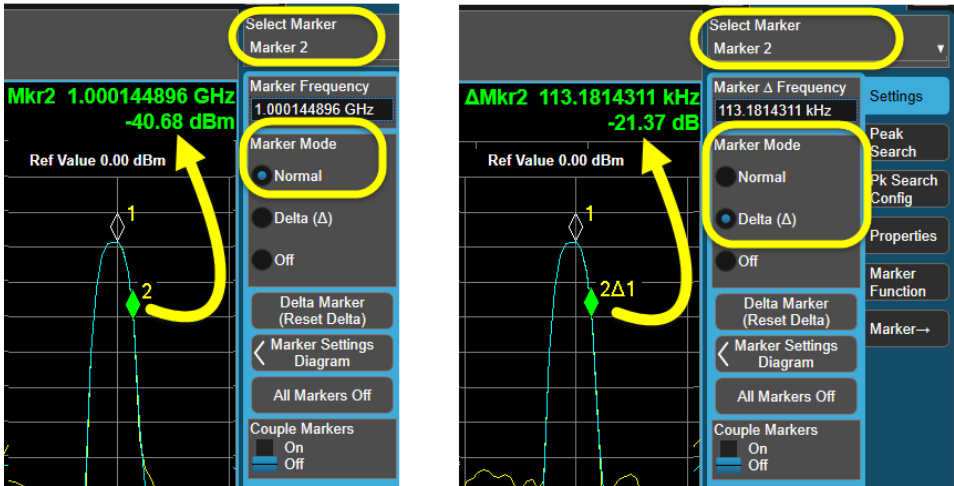 Select Marker
Marker 2
Mkr2 1.000144896 GHz
-40.68 dBm
Marker Frequency
1.000144896 GHz
Marker Mode
Ref Value 0.00 dBm
Normal
1
Delta (Δ)
Off
2
Delta Marker
(Reset Delta)
Marker Settings
Diagram
All Markers Off
Couple Markers
On
Off
Select Marker
Marker 2
ΔMkr2 113.1814311 kHz
-21.37 dB
Marker Δ Frequency
113.1814311 kHz
Marker Mode
Ref Value 0.00 dBm
Normal
1
Delta (Δ)
Off
2Δ1
Delta Marker
(Reset Delta)
Marker Settings
Diagram
All Markers Off
Couple Markers
On
Off
Settings
Peak
Search
Pk Search
Config
Properties
Marker
Function
Marker→